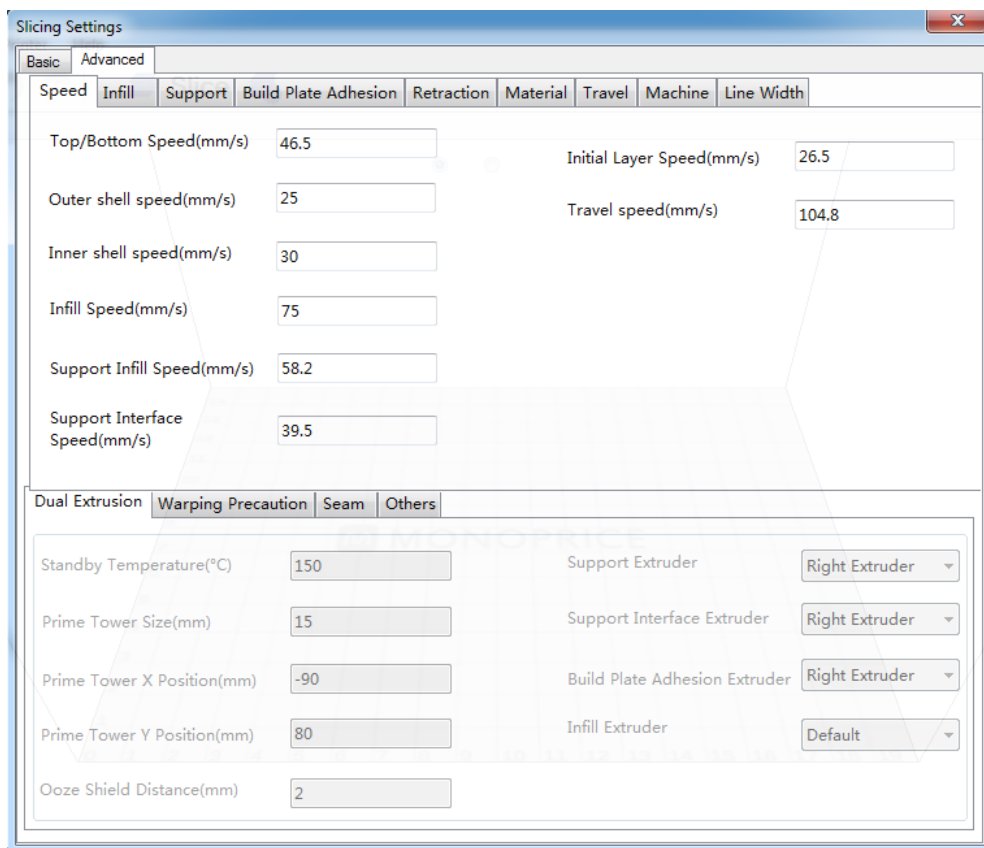 Slicing Settings
Basic Advanced
Speed Infill Support Build Plate Adhesion Retraction Material Travel Machine Line Width
Top/Bottom Speed(mm/s) 46.5
Initial Layer Speed(mm/s) 26.5
Outer shell speed(mm/s) 25
Travel speed(mm/s) 104.8
Inner shell speed(mm/s) 30
Infill Speed(mm/s) 75
Support Infill Speed(mm/s) 58.2
Support Interface
Speed(mm/s) 39.5
Dual Extrusion Warping Precaution Seam Others
MONOPRICE
Standby Temperature(°C) 150
Support Extruder Right Extruder
Prime Tower Size(mm) 15
Support Interface Extruder Right Extruder
Prime Tower X Position(mm) -90
Build Plate Adhesion Extruder Right Extruder
Prime Tower Y Position(mm) 80
Infill Extruder Default
Ooze Shield Distance(mm) 2